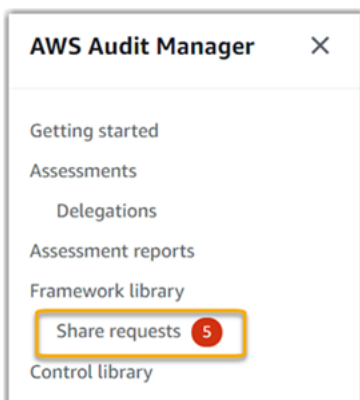 AWS Audit Manager
Getting started
Assessments
Delegations
Assessment reports
Framework library
Share requests 5
Control library